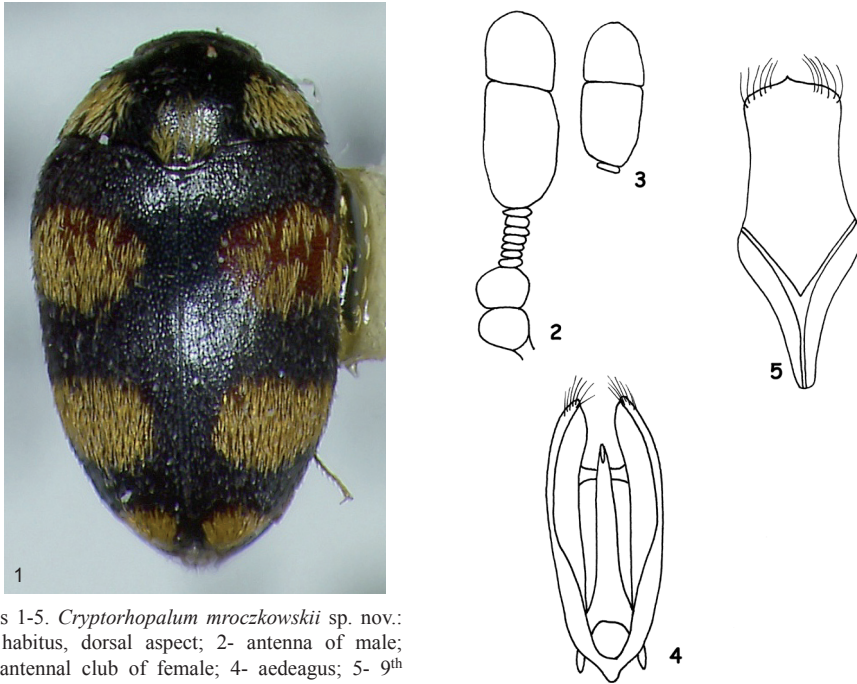 1
2
3
4
5
s 1-5. Cryptorhopalum mroczkowskii sp. nov.:
habitus, dorsal aspect; 2- antenna of male;
antennal club of female; 4- aedeagus; 5- 9th